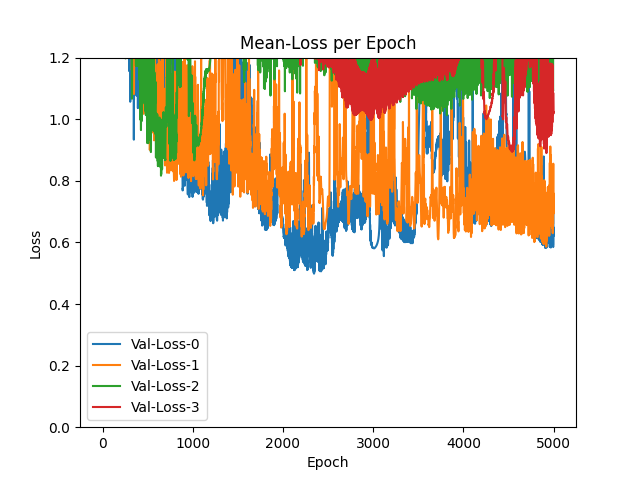 Mean-Loss per Epoch
1.2
1.0
0.8
0.6
0.4
0.2
0.0
Loss
Val-Loss-0
Val-Loss-1
Val-Loss-2
Val-Loss-3
0 1000 2000 3000 4000 5000
Epoch